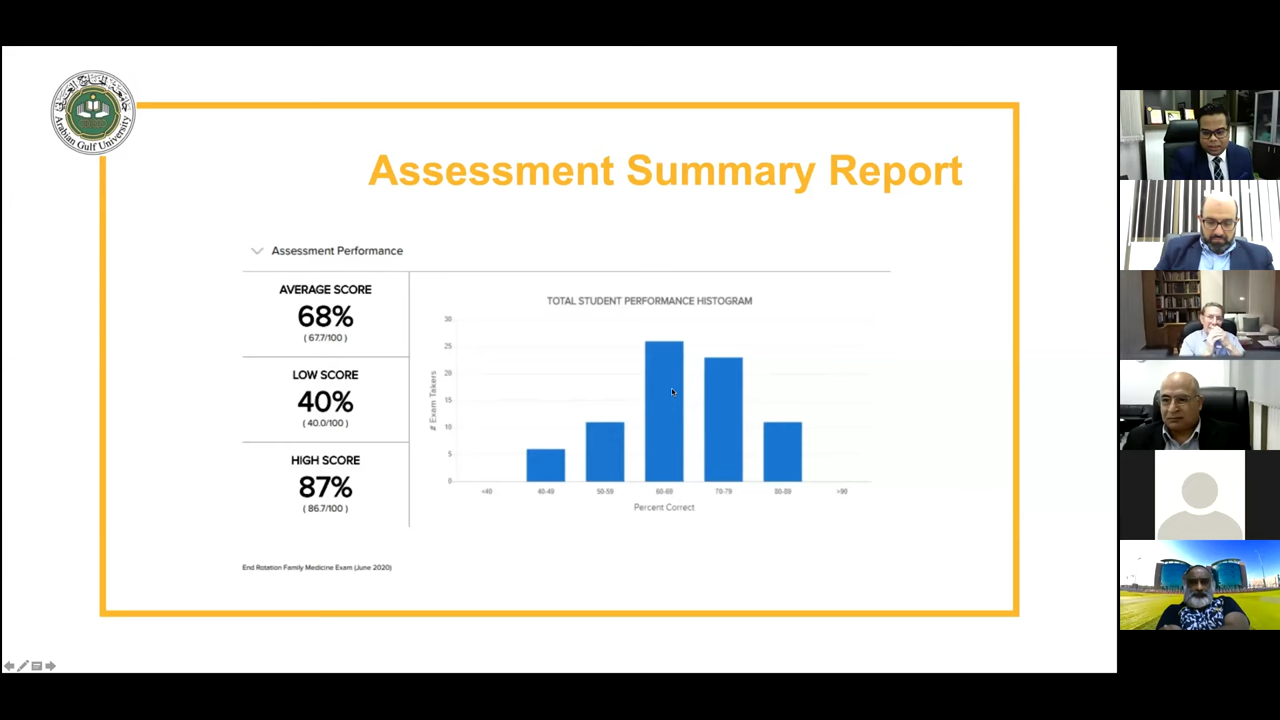 Arabian Gulf University
Assessment Summary Report
Assessment Performance
AVERAGE SCORE
68%
( 67.7/100 )
LOW SCORE
40%
( 40.0/100 )
HIGH SCORE
87%
( 86.7/100 )
TOTAL STUDENT PERFORMANCE HISTOGRAM
30
25
20
15
10
5
0
# Exam Takers
<40 40-49 50-59 60-69 70-79 80-89 >90
Percent Correct
End Rotation Family Medicine Exam (June 2020)